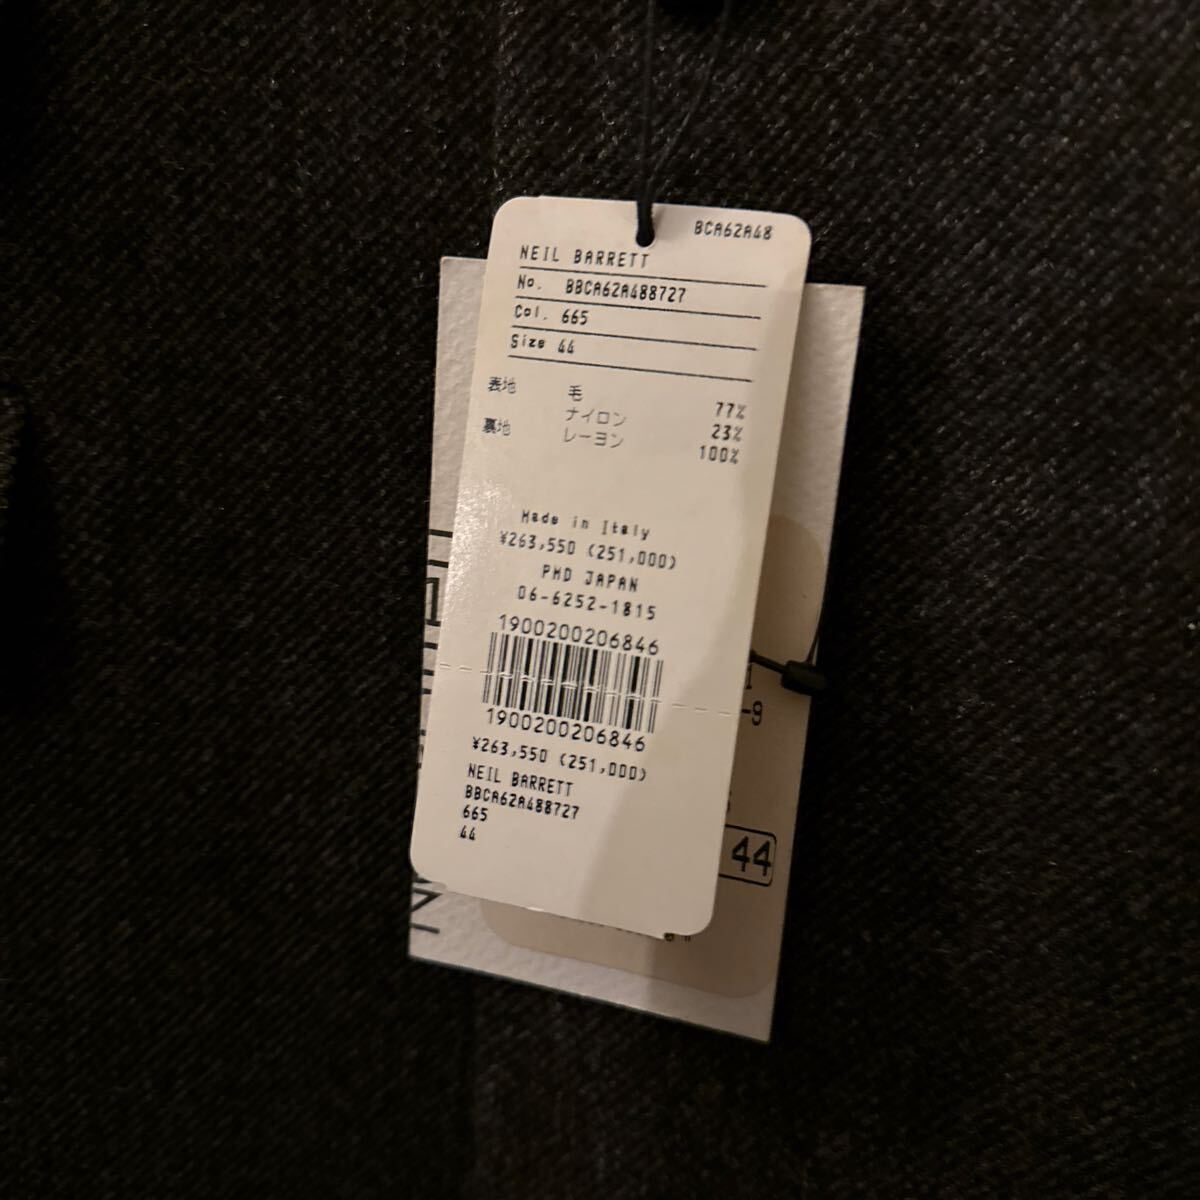 BCA62A48
NEIL BARRETT
No. BBCA62A488727
Col. 665
Size 44
表地 毛 77%
ナイロン 23%
裏地 レーヨン 100%
Made in Italy
¥263,550 (251,000)
PMD JAPAN
06-6252-1815
1900200206846
1900200206846
¥263,550 (251,000)
NEIL BARRETT
BBCA62A488727
665
44
-9
44